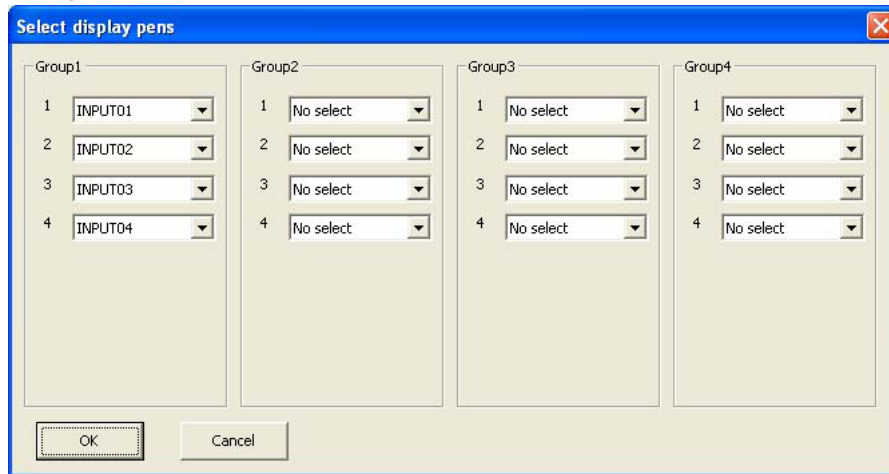 Select display pens
Group1 Group2 Group3 Group4
1 INPUT01 1 No select 1 No select 1 No select
2 INPUT02 2 No select 2 No select 2 No select
3 INPUT03 3 No select 3 No select 3 No select
4 INPUT04 4 No select 4 No select 4 No select
OK Cancel